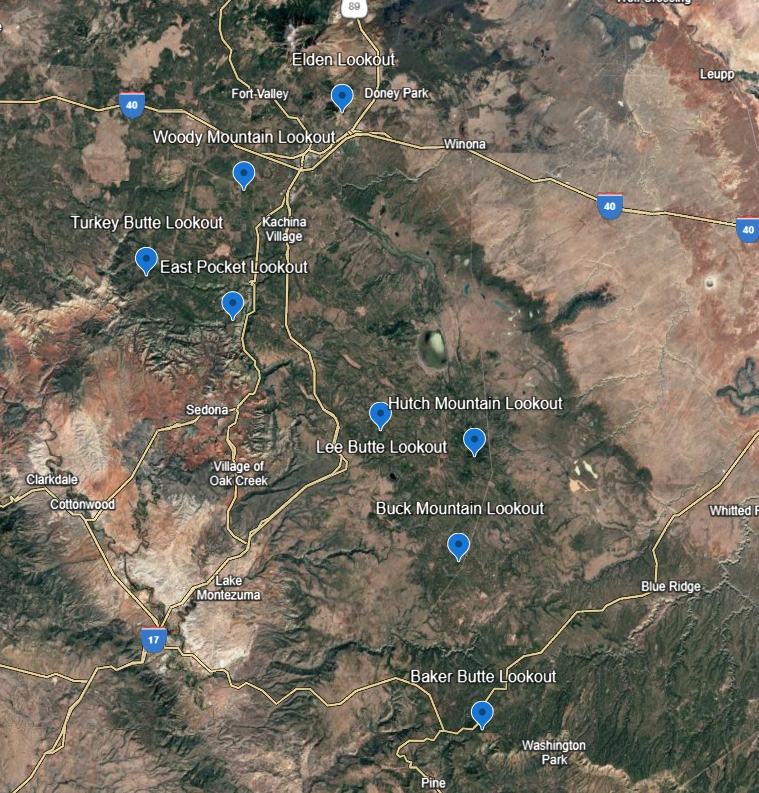 89
Elden Lookout
Leupp
Fort Valley
Doney Park
40
Woody Mountain Lookout
Winona
40
Turkey Butte Lookout
Kachina
Village
40
East Pocket Lookout
Sedona
Hutch Mountain Lookout
Lee Butte Lookout
Village of
Oak Creek
Clarkdale
Cottonwood
Buck Mountain Lookout
Whitted
Lake
Montezuma
Blue Ridge
17
Baker Butte Lookout
Washington
Park
Pine